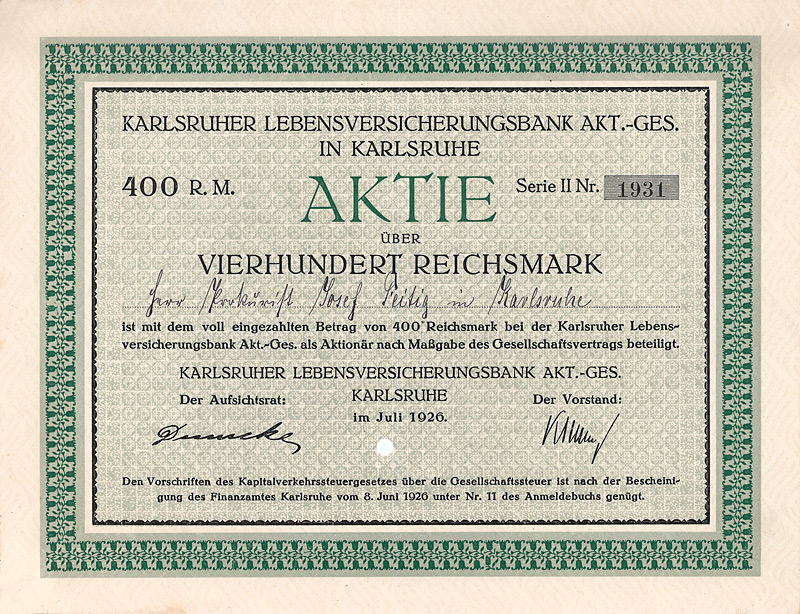 KARLSRUHER LEBENSVERSICHERUNGSBANK AKT.-GES.
IN KARLSRUHE
400 R. M.
AKTIE
Serie II Nr. 1931
ÜBER
VIERHUNDERT REICHSMARK
Herr Prokurist Josef in Karlsruhe
ist mit dem voll eingezahlten Betrag von 400 Reichsmark bei der Karlsruher Lebens-
versicherungsbank Akt.-Ges. als Aktionär nach Maßgabe des Gesellschaftsvertrags beteiligt.
KARLSRUHER LEBENSVERSICHERUNGSBANK AKT.-GES.
KARLSRUHE
Der Aufsichtsrat:
im Juli 1926.
Der Vorstand:
Den Vorschriften des Kapitalverkehrssteuergesetzes über die Gesellschaftssteuer ist nach der Bescheini-
gung des Finanzamtes Karlsruhe vom 8. Juni 1926 unter Nr. 11 des Anmeldebuchs genügt.